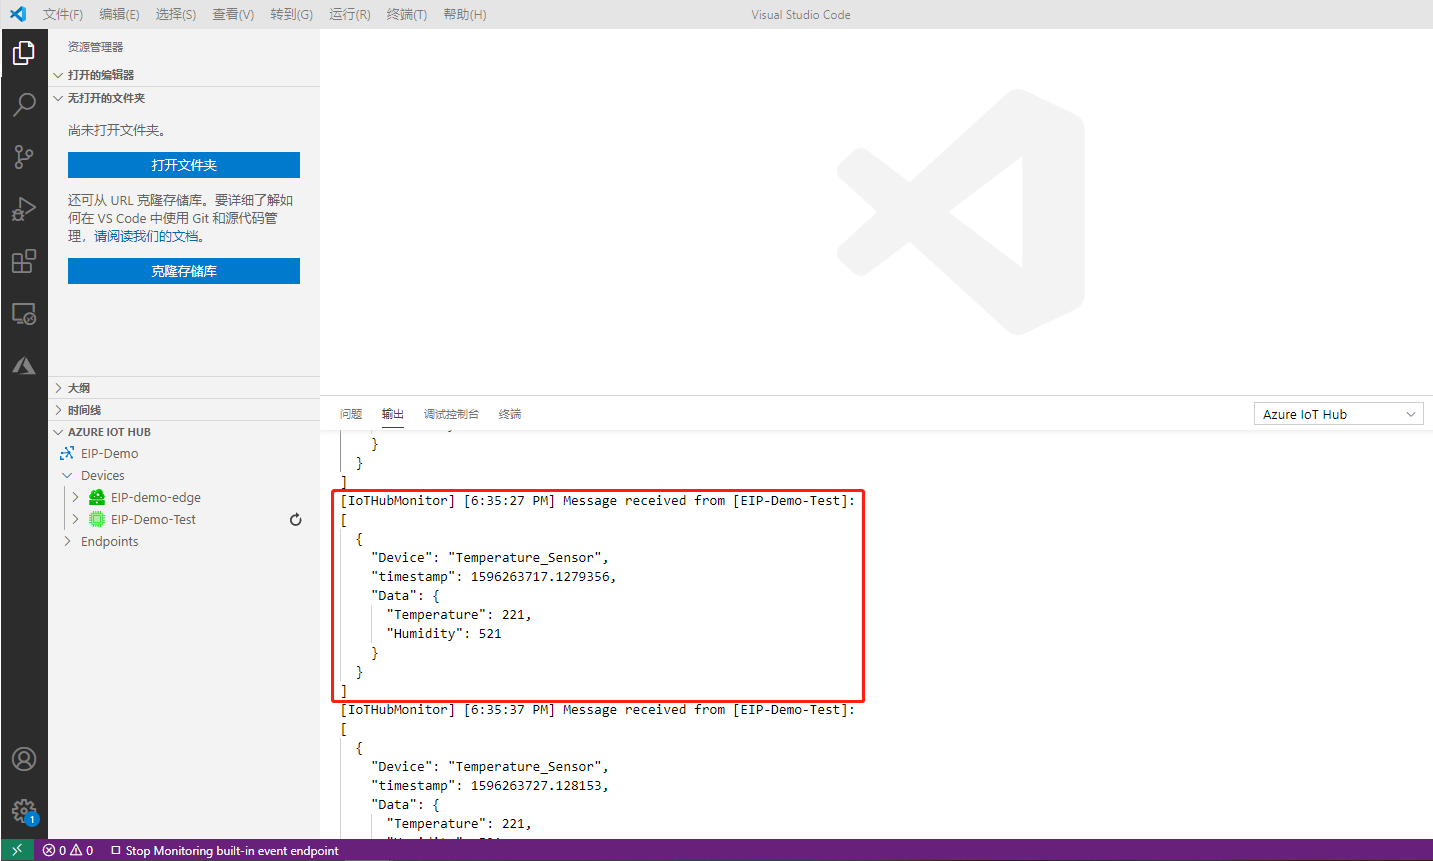 文件(F) 编辑(E) 选择(S) 查看(V) 转到(G) 运行(R) 终端(T) 帮助(H) Visual Studio Code
资源管理器
打开的编辑器
无打开的文件夹
尚未打开文件夹。
打开文件夹
还可从 URL 克隆存储库。要详细了解如
何在 VS Code 中使用 Git 和源代码管
理，请阅读我们的文档。
克隆存储库
大纲
时间线
AZURE IOT HUB
EIP-Demo
Devices
EIP-demo-edge
EIP-Demo-Test
Endpoints
问题 输出 调试控制台 终端 Azure IoT Hub
}
}
]
[IoTHubMonitor] [6:35:27 PM] Message received from [EIP-Demo-Test]:
[
{
"Device": "Temperature_Sensor",
"timestamp": 1596263717.1279356,
"Data": {
"Temperature": 221,
"Humidity": 521
}
}
]
[IoTHubMonitor] [6:35:37 PM] Message received from [EIP-Demo-Test]:
[
{
"Device": "Temperature_Sensor",
"timestamp": 1596263727.128153,
"Data": {
"Temperature": 221,
1
0 0 Stop Monitoring built-in event endpoint